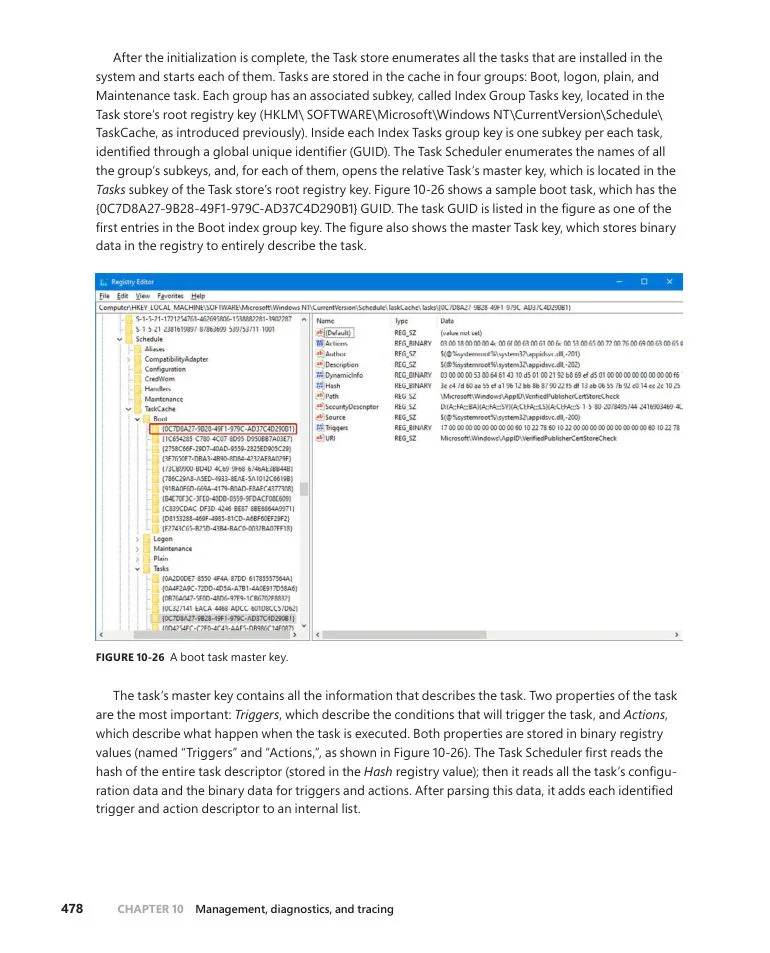 After the initialization is complete, the Task store enumerates all the tasks that are installed in the
system and starts each of them. Tasks are stored in the cache in four groups: Boot, logon, plain, and
Maintenance task. Each group has an associated subkey, called Index Group Tasks key, located in the
Task store’s root registry key (HKLM\ SOFTWARE\Microsoft\Windows NT\CurrentVersion\Schedule\
TaskCache, as introduced previously). Inside each Index Tasks group key is one subkey per each task,
identified through a global unique identifier (GUID). The Task Scheduler enumerates the names of all
the group’s subkeys, and, for each of them, opens the relative Task’s master key, which is located in the
Tasks subkey of the Task store’s root registry key. Figure 10-26 shows a sample boot task, which has the
{0C7D8A27-9B28-49F1-979C-AD37C4D290B1} GUID. The task GUID is listed in the figure as one of the
first entries in the Boot index group key. The figure also shows the master Task key, which stores binary
data in the registry to entirely describe the task.
Registry Editor
File Edit View Favorites Help
Computer\HKEY_LOCAL_MACHINE\SOFTWARE\Microsoft\Windows NT\CurrentVersion\Schedule\TaskCache\Tasks\{0C7D8A27-9B28-49F1-979C-AD37C4D290B1}
Schedule
Aliases
CompatibilityAdapter
Configuration
CredWom
Handlers
Maintenance
TaskCache
Boot
{0C7D8A27-9B28-49F1-979C-AD37C4D290B1}
Logon
Maintenance
Plain
Tasks
{0C7D8A27-9B28-49F1-979C-AD37C4D290B1}
Name Type Data
(Default) REG_SZ (value not set)
Actions REG_BINARY
Author REG_SZ $(@%systemroot%\system32\appidsvc.dll,-201)
Description REG_SZ $(@%systemroot%\system32\appidsvc.dll,-202)
DynamicInfo REG_BINARY
Hash REG_BINARY
Path REG_SZ \Microsoft\Windows\AppID\VerifiedPublisherCertStoreCheck
SecurityDescriptor REG_SZ
Source REG_SZ $(@%systemroot%\system32\appidsvc.dll,-200)
Triggers REG_BINARY
URI REG_SZ Microsoft\Windows\AppID\VerifiedPublisherCertStoreCheck
FIGURE 10-26 A boot task master key.
The task’s master key contains all the information that describes the task. Two properties of the task
are the most important: Triggers, which describe the conditions that will trigger the task, and Actions,
which describe what happen when the task is executed. Both properties are stored in binary registry
values (named “Triggers” and “Actions,”, as shown in Figure 10-26). The Task Scheduler first reads the
hash of the entire task descriptor (stored in the Hash registry value); then it reads all the task’s configu-
ration data and the binary data for triggers and actions. After parsing this data, it adds each identified
trigger and action descriptor to an internal list.
478 CHAPTER 10 Management, diagnostics, and tracing